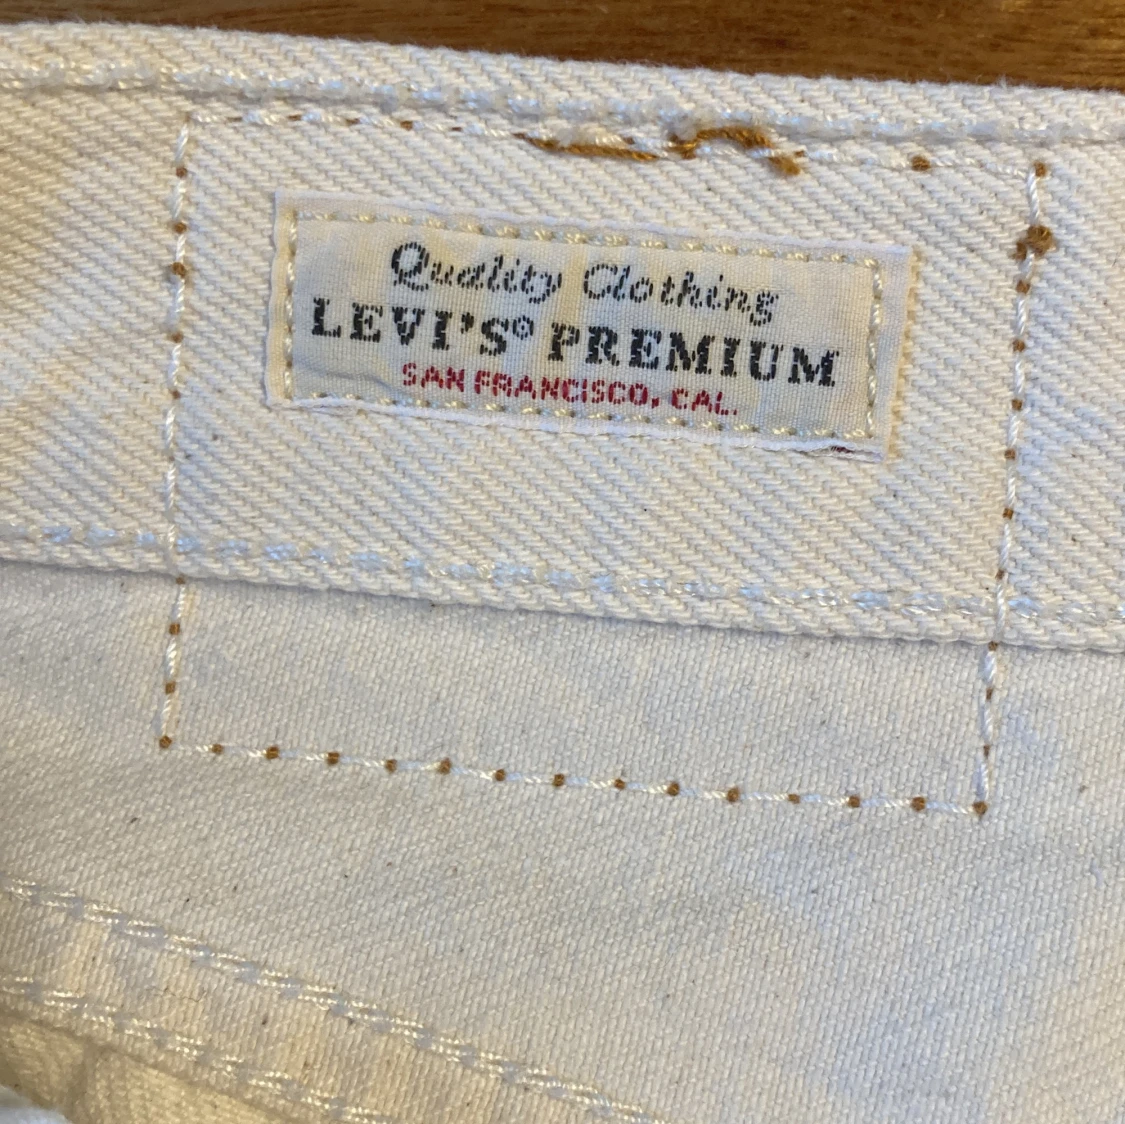 Quality Clothing
LEVI'S® PREMIUM
SAN FRANCISCO, CAL.